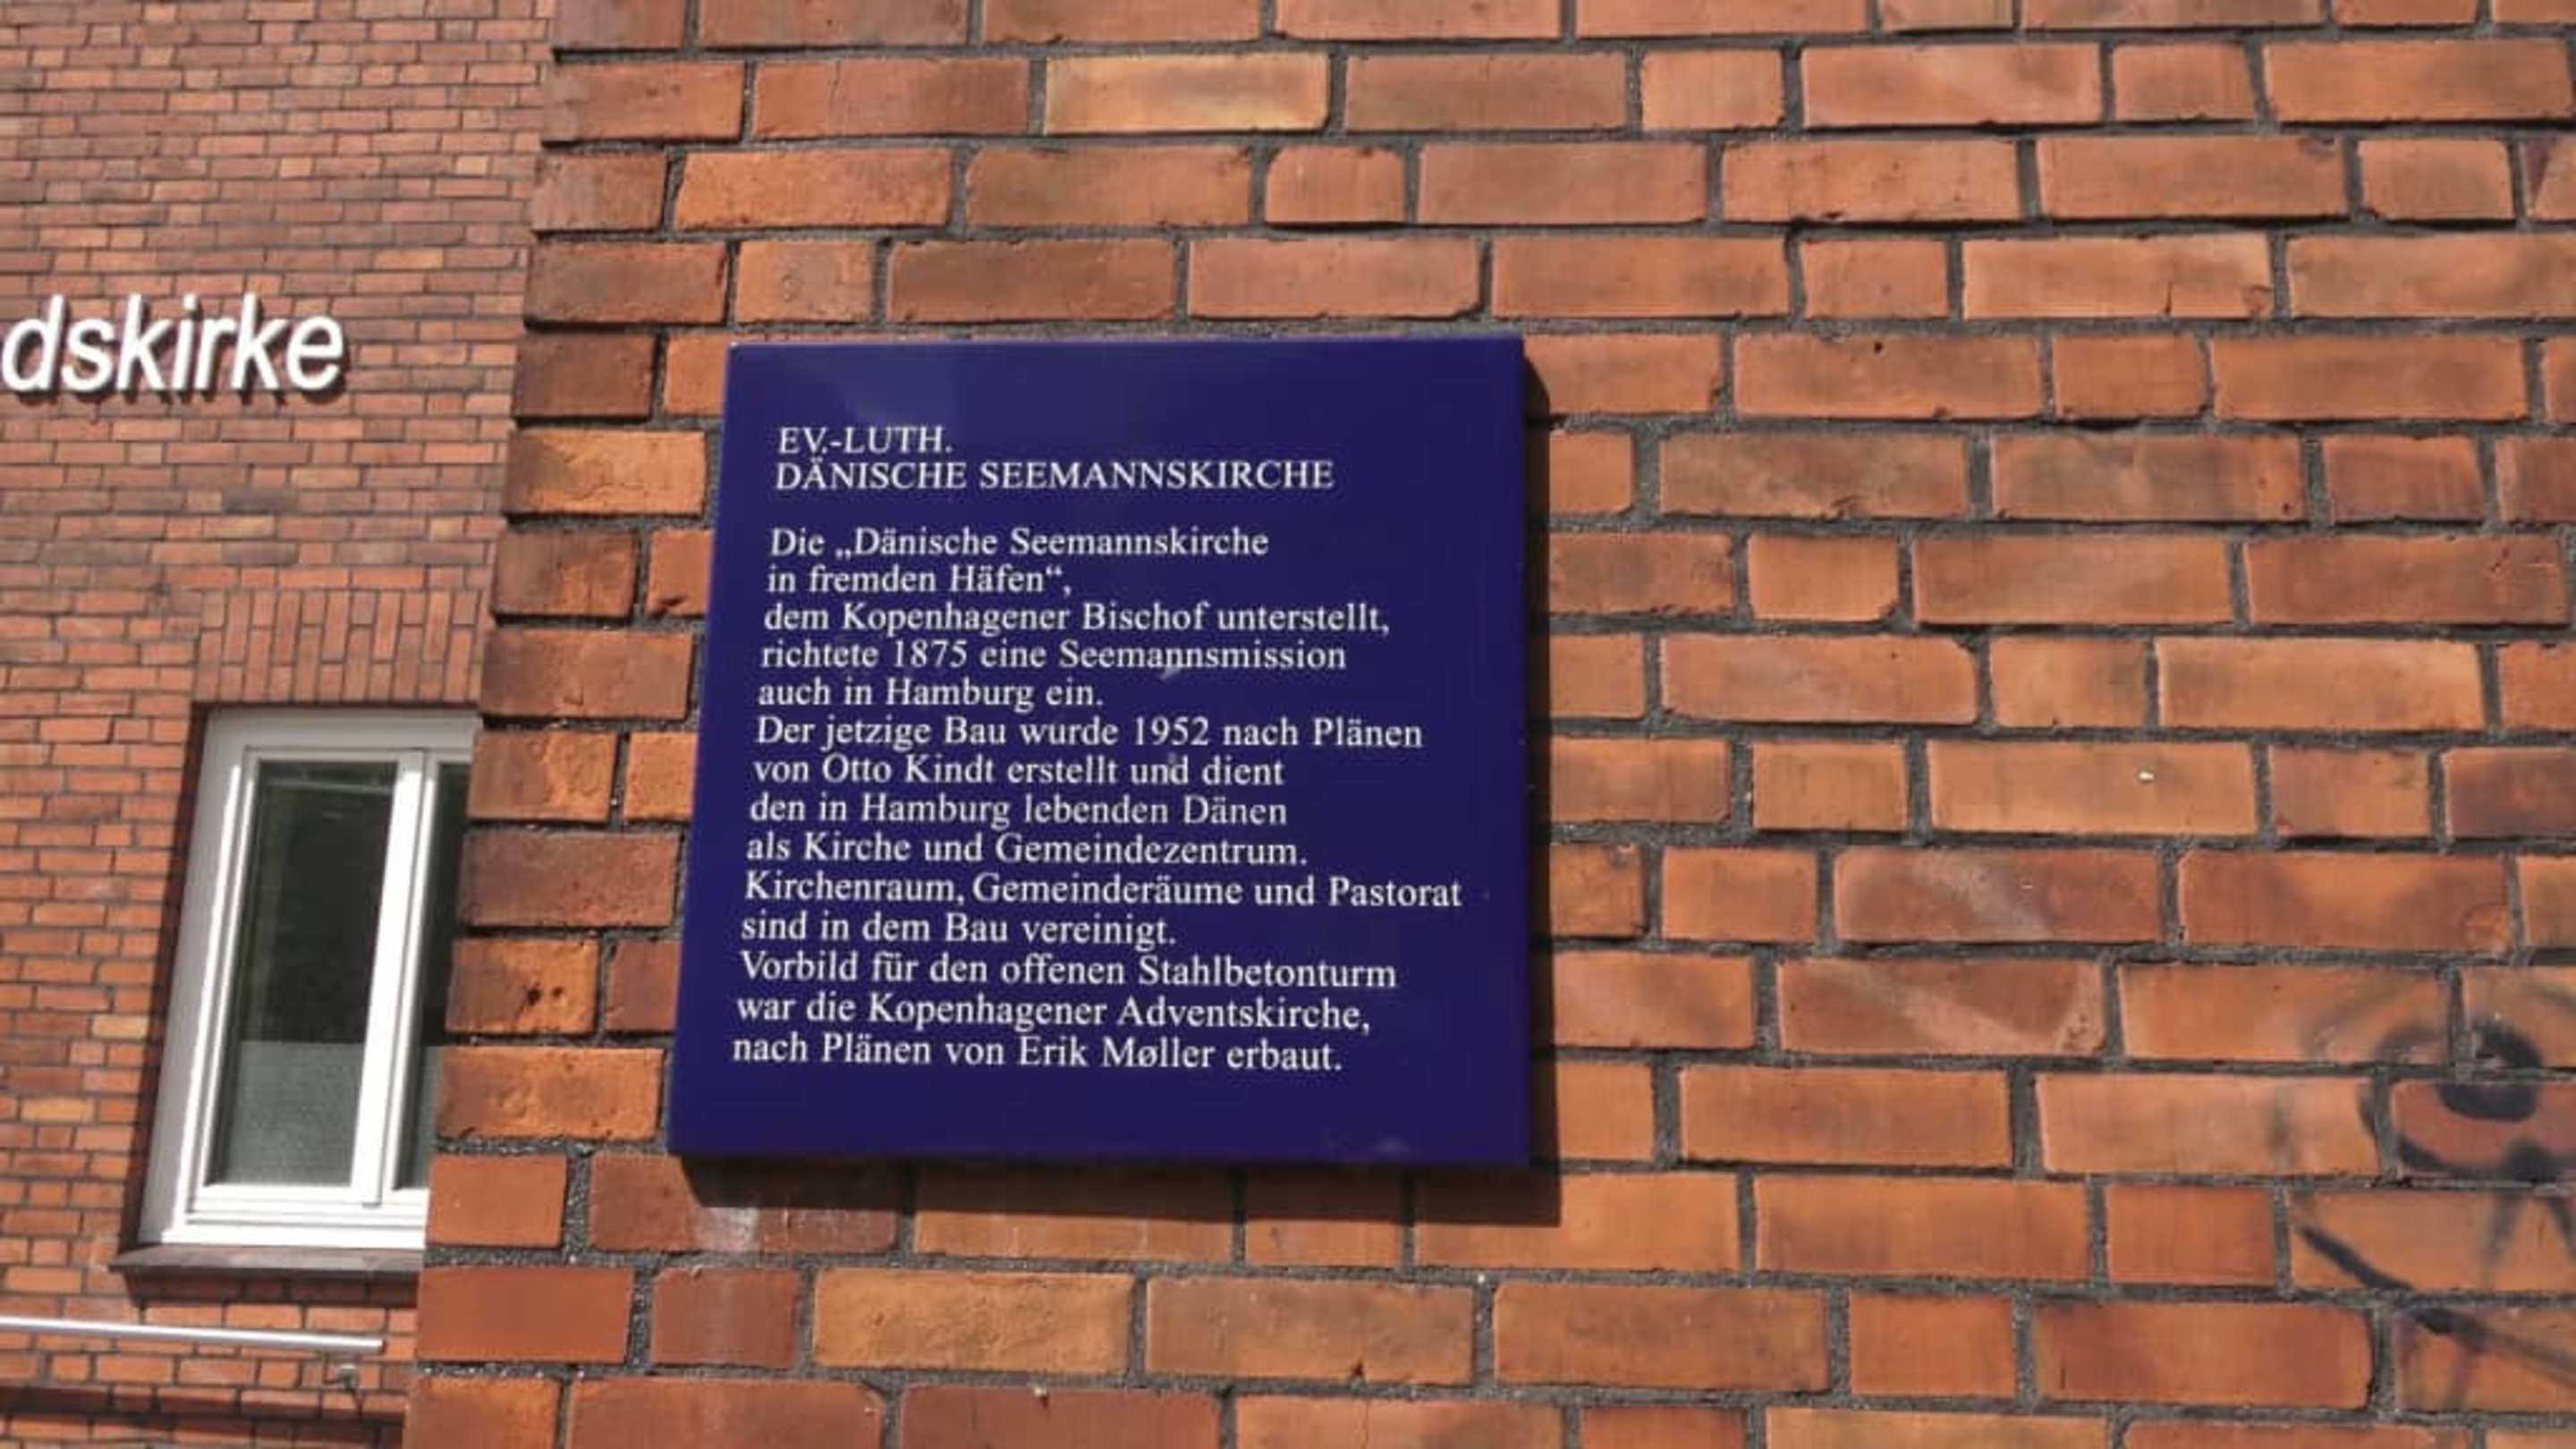 dskirke
EV.-LUTH.
DÄNISCHE SEEMANNSKIRCHE
Die „Dänische Seemannskirche
in fremden Häfen“,
dem Kopenhagener Bischof unterstellt,
richtete 1875 eine Seemannsmission
auch in Hamburg ein.
Der jetzige Bau wurde 1952 nach Plänen
von Otto Kindt erstellt und dient
den in Hamburg lebenden Dänen
als Kirche und Gemeindezentrum.
Kirchenraum, Gemeinderäume und Pastorat
sind in dem Bau vereinigt.
Vorbild für den offenen Stahlbetonturm
war die Kopenhagener Adventskirche,
nach Plänen von Erik Møller erbaut.